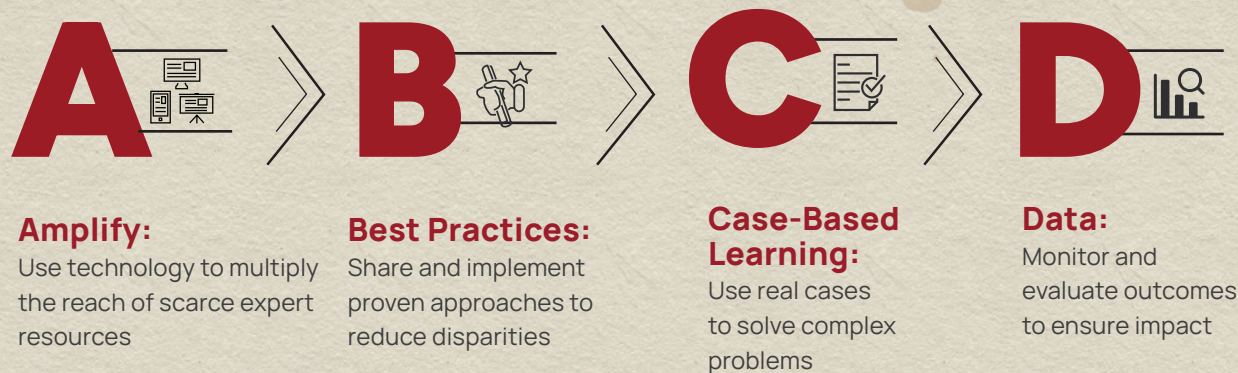 A
B
C
D
Amplify:
Use technology to multiply
the reach of scarce expert
resources
Best Practices:
Share and implement
proven approaches to
reduce disparities
Case-Based
Learning:
Use real cases
to solve complex
problems
Data:
Monitor and
evaluate outcomes
to ensure impact